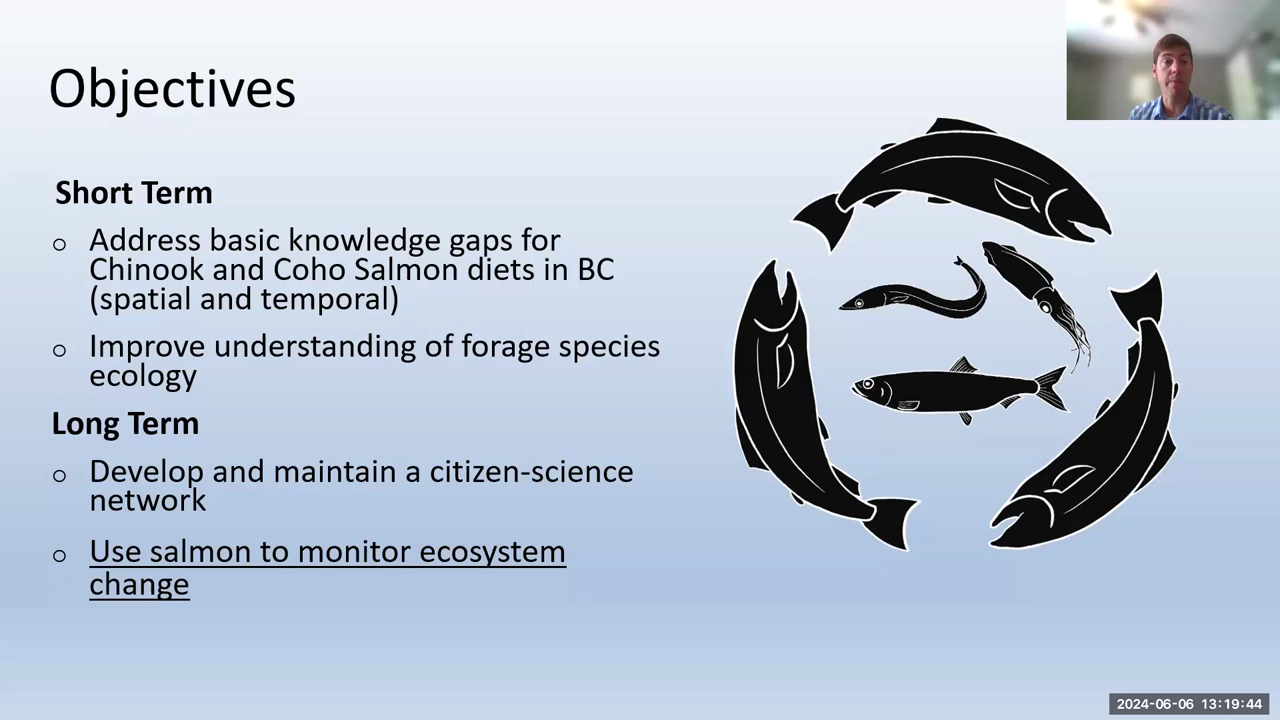 Objectives
Short Term
○ Address basic knowledge gaps for
Chinook and Coho Salmon diets in BC
(spatial and temporal)
○ Improve understanding of forage species
ecology
Long Term
○ Develop and maintain a citizen-science
network
○ Use salmon to monitor ecosystem
change
2024-06-06 13:19:44